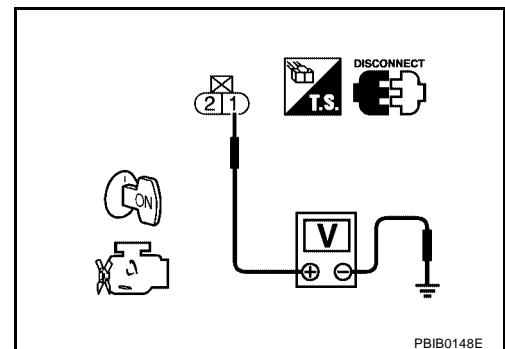 DISCONNECT
T.S.
2 1
ON
V
PBIB0148E